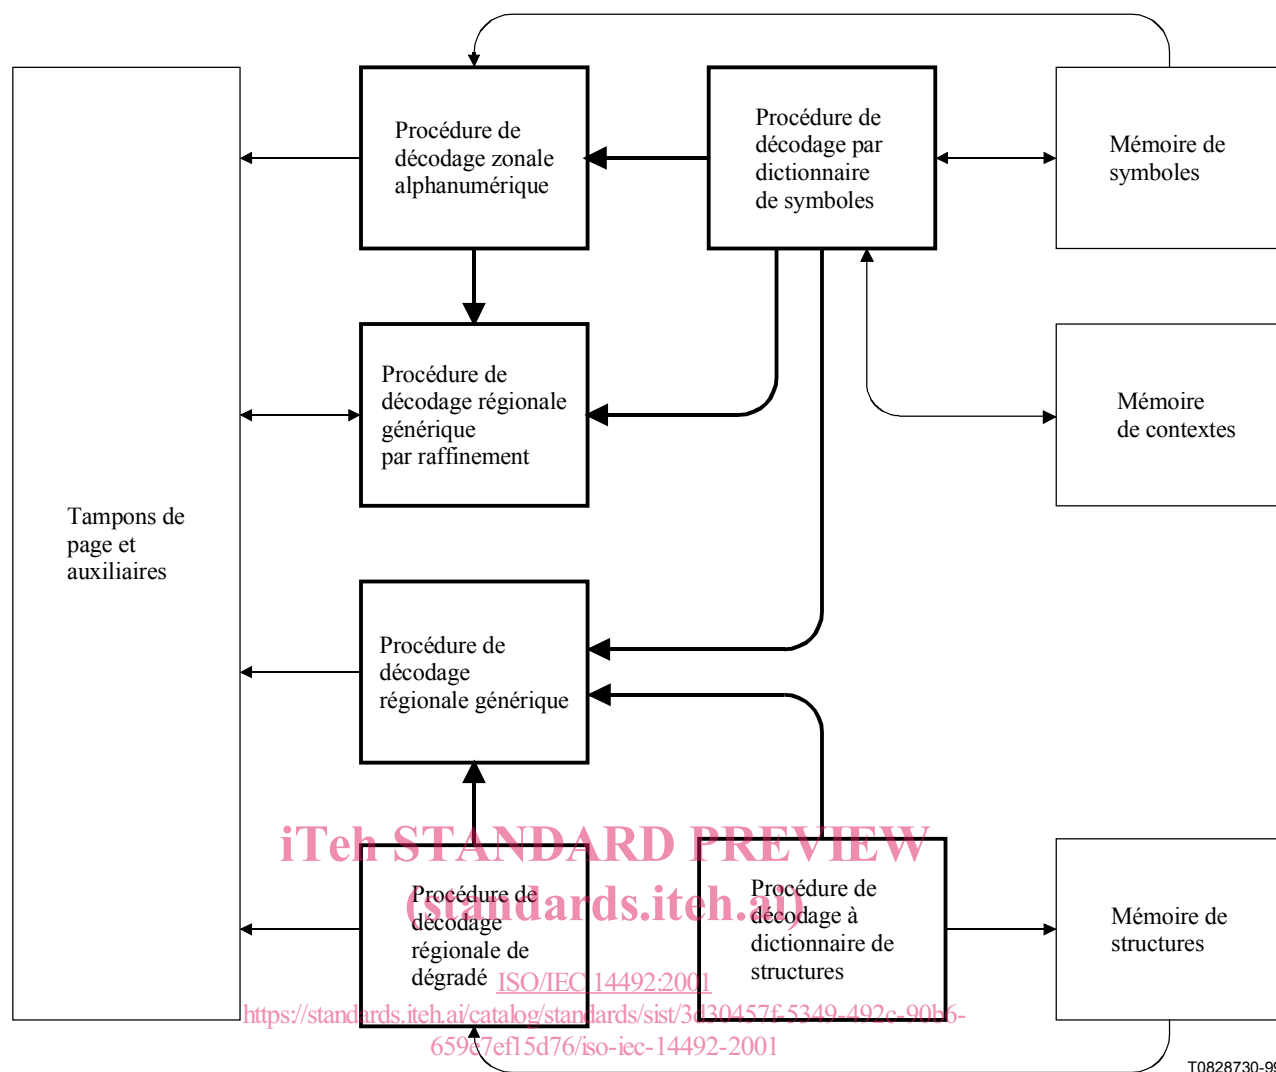 Procédure de
décodage zonale
alphanumérique
Procédure de
décodage par
dictionnaire
de symboles
Mémoire de
symboles
Procédure de
décodage régionale
générique
par raffinement
Mémoire
de contextes
Tampons de
page et
auxiliaires
Procédure de
décodage
régionale générique
iTeh STANDARD PREVIEW
(standards.iteh.ai)
Procédure de
décodage
régionale de
dégradé
Procédure de
décodage à
dictionnaire de
structures
Mémoire de
structures
ISO/IEC 14492:2001
https://standards.iteh.ai/catalog/standards/sist/3d30457f-5349-492c-90b6-
659e7ef15d76/iso-iec-14492-2001
T0828730-99